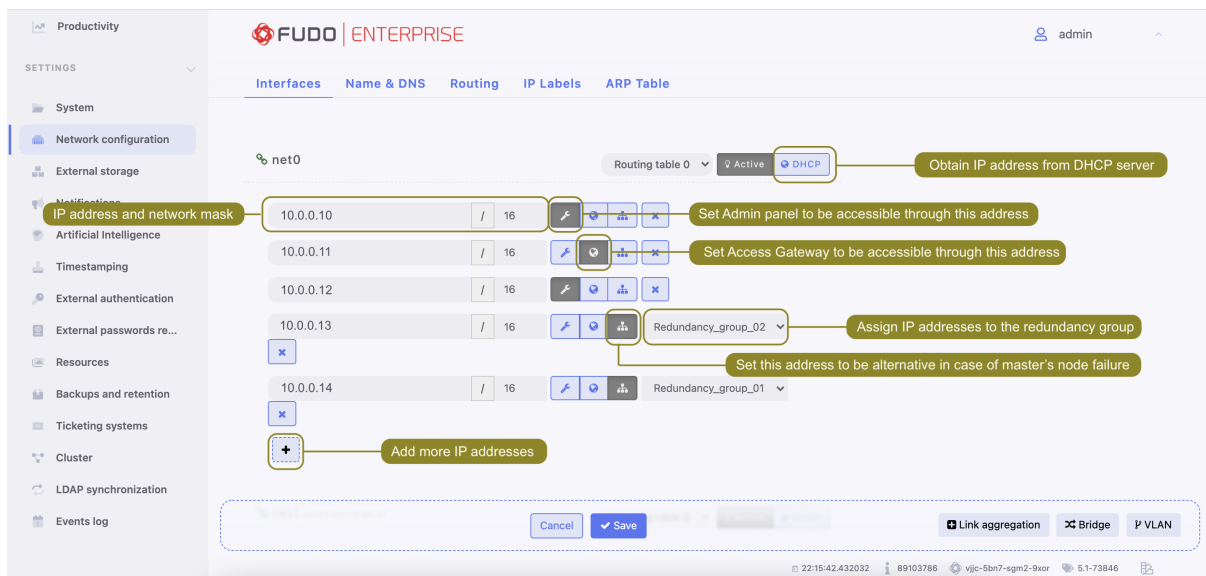 Productivity
FUDO | ENTERPRISE
admin
SETTINGS
Interfaces Name & DNS Routing IP Labels ARP Table
System
Network configuration
External storage
Notifications
Artificial Intelligence
Timestamping
External authentication
External passwords re...
Resources
Backups and retention
Ticketing systems
Cluster
LDAP synchronization
Events log
net0
Routing table 0 Active DHCP
Obtain IP address from DHCP server
IP address and network mask
10.0.0.10 / 16
Set Admin panel to be accessible through this address
10.0.0.11 / 16
Set Access Gateway to be accessible through this address
10.0.0.12 / 16
10.0.0.13 / 16 Redundancy_group_02
Assign IP addresses to the redundancy group
Set this address to be alternative in case of master's node failure
10.0.0.14 / 16 Redundancy_group_01
Add more IP addresses
net1
Cancel Save
Link aggregation Bridge VLAN
22:15:42.432032 89103786 vjjc-5bn7-sgm2-9xor 5.1-73846